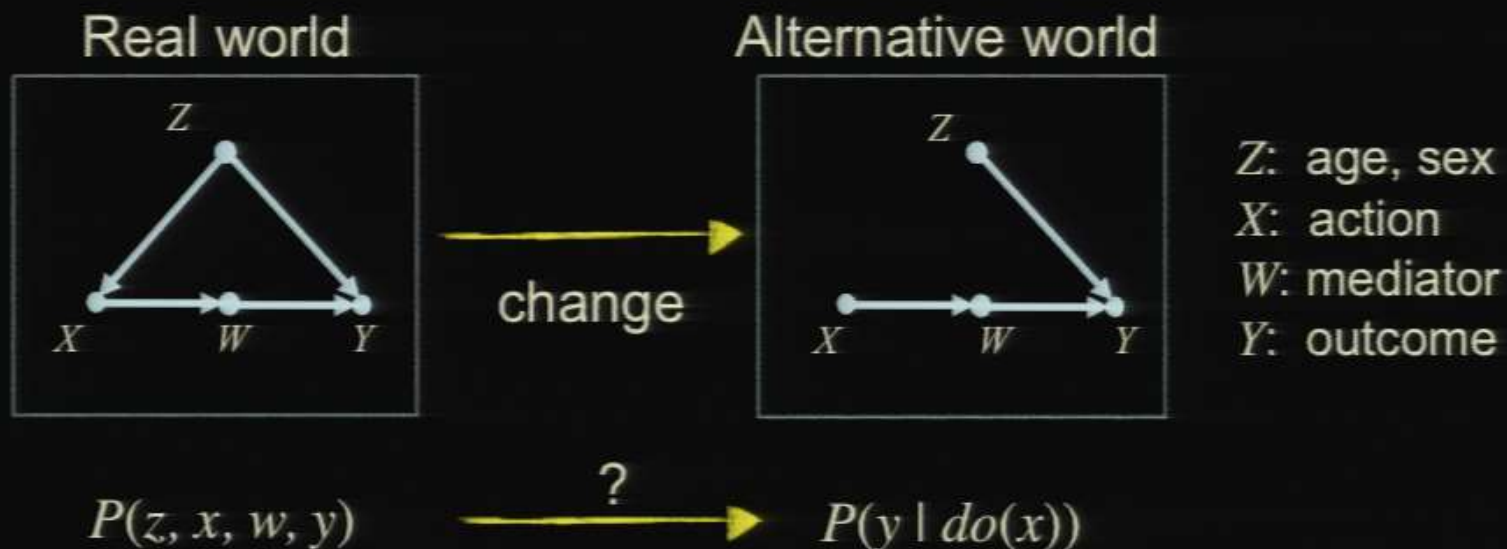 Real world
Alternative world
Z
X
W
Y
change
Z
X
W
Y
Z: age, sex
X: action
W: mediator
Y: outcome
P(z, x, w, y)
?
P(y | do(x))